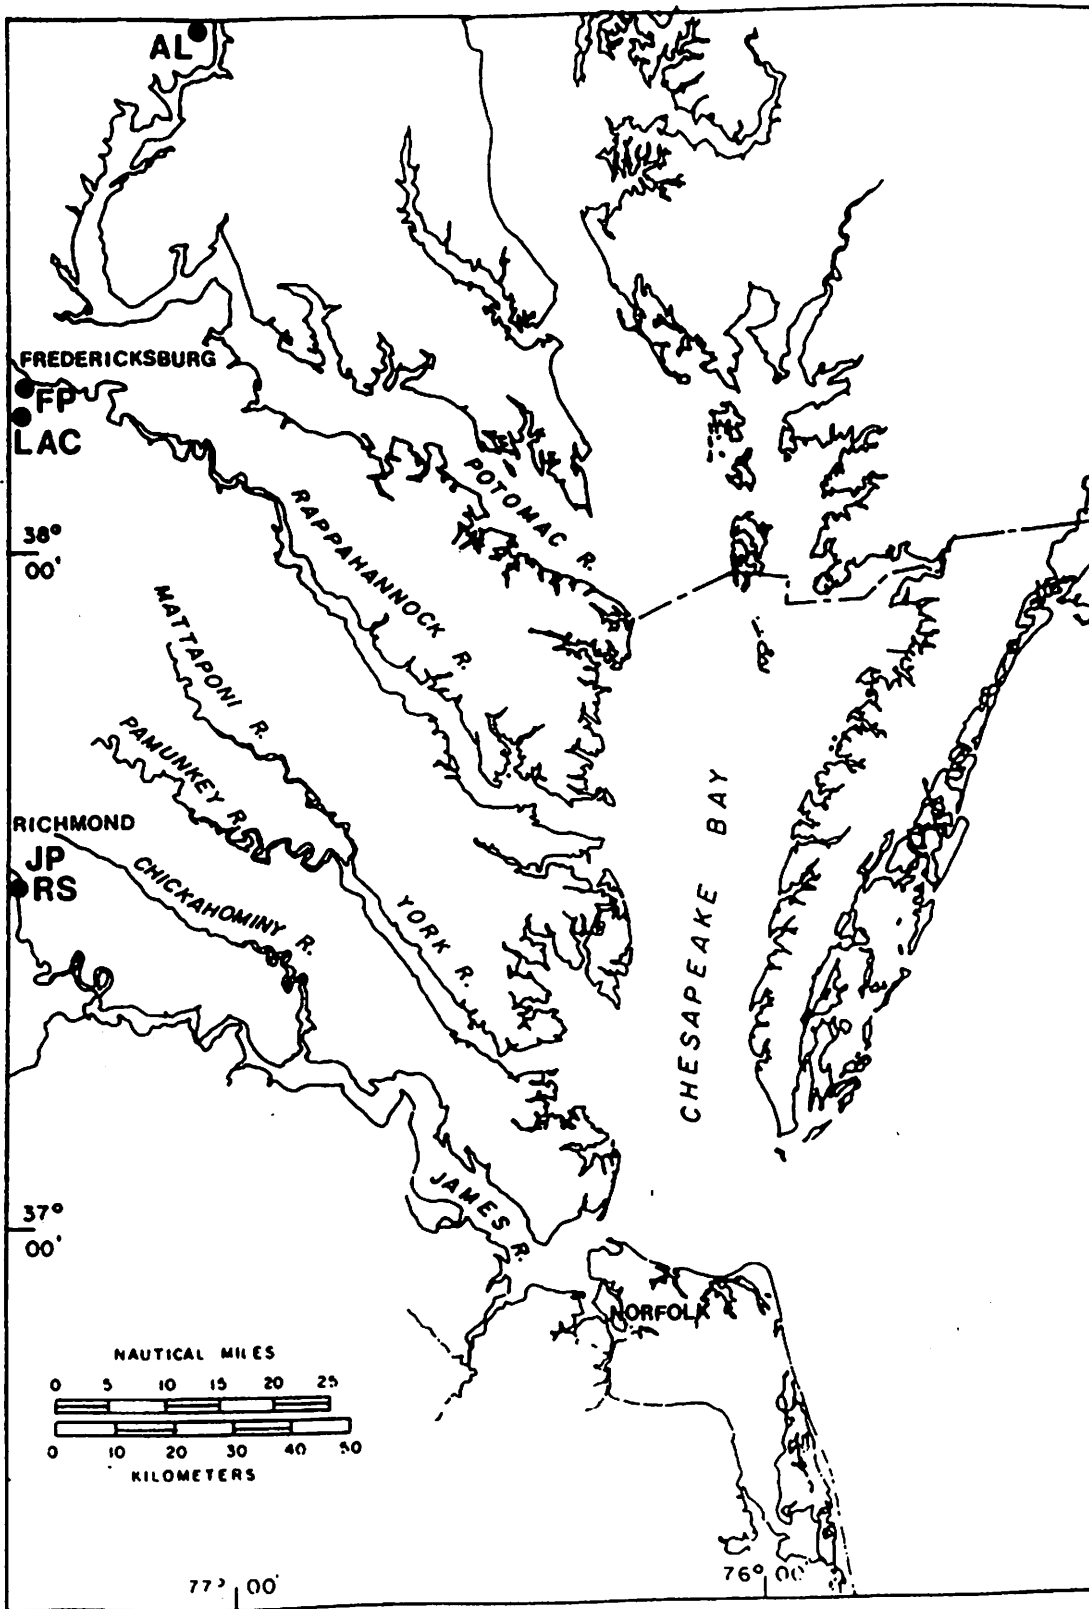 AL
FREDERICKSBURG
FP
LAC
POTOMAC R.
RAPPAHANNOCK R.
38°
00'
MATTAPONI R.
PAMUNKEY R.
RICHMOND
JP
RS
CHICKAHOMINY R.
YORK R.
CHESAPEAKE BAY
JAMES R.
37°
00'
NORFOLK
NAUTICAL MILES
0 5 10 15 20 25
0 10 20 30 40 50
KILOMETERS
77° 00'
76° 00'